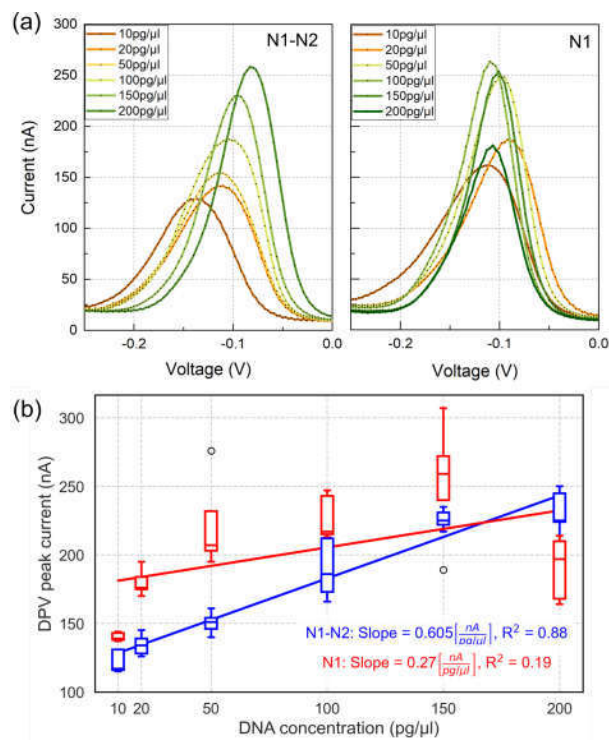 (a)
300
250
200
150
100
50
0
Current (nA)
10pg/µl
20pg/µl
50pg/µl
100pg/µl
150pg/µl
200pg/µl
N1-N2
-0.2
-0.1
0.0
Voltage (V)
10pg/µl
20pg/µl
50pg/µl
100pg/µl
150pg/µl
200pg/µl
N1
-0.2
-0.1
0.0
Voltage (V)
(b)
300
250
200
150
100
DPV peak current (nA)
N1-N2: Slope = 0.605[nA/pg/µl], R² = 0.88
N1: Slope = 0.27[nA/pg/µl], R² = 0.19
10 20 50 100 150 200
DNA concentration (pg/µl)